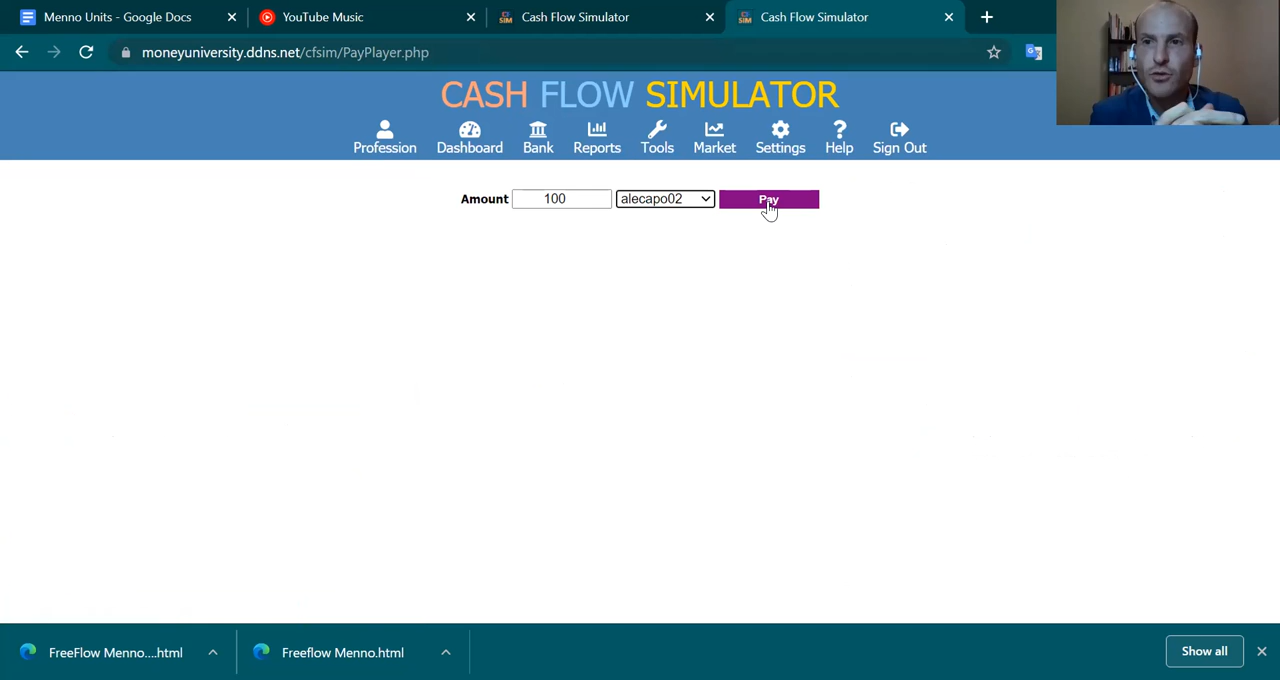 Menno Units - Google Docs
YouTube Music
Cash Flow Simulator
Cash Flow Simulator
moneyuniversity.ddns.net/cfsim/PayPlayer.php
CASH FLOW SIMULATOR
Profession Dashboard Bank Reports Tools Market Settings Help Sign Out
Amount 100 alecapo02 Pay
FreeFlow Menno....html
Freeflow Menno.html
Show all